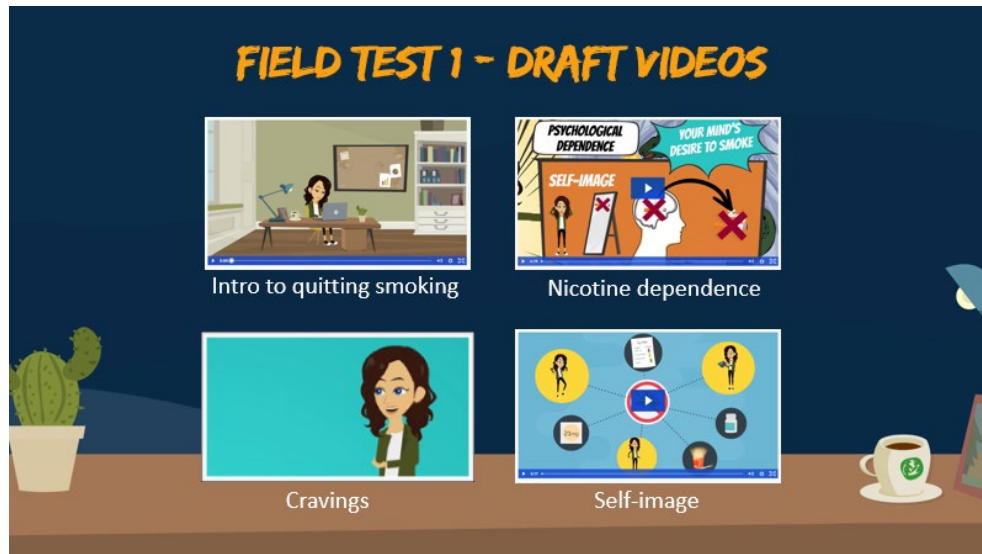 FIELD TEST 1 - DRAFT VIDEOS
PSYCHOLOGICAL
DEPENDENCE
YOUR MIND'S
DESIRE TO SMOKE
SELF-IMAGE
Intro to quitting smoking
Nicotine dependence
Cravings
Self-image